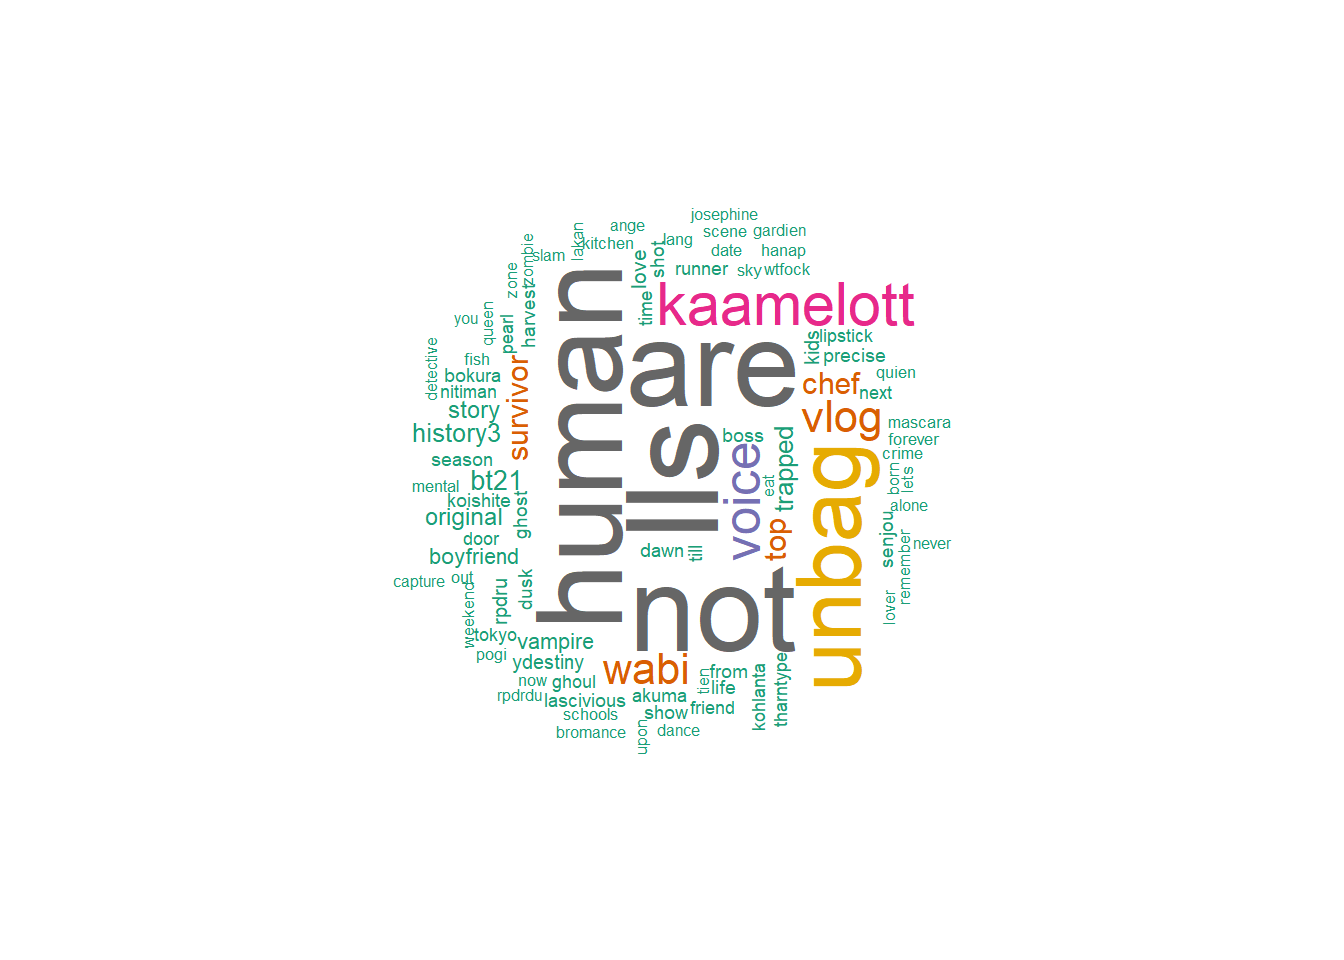 josephine
ange
scene
gardien
lakan
kitchen
lang
date
hanap
zombie
slam
love
shot
runner
sky
wtfock
zone
harvest
time
kaamelott
you
queen
pearl
human
are
kids
lipstick
detective
fish
survivor
precise
bokura
chef
quien
nitiman
next
story
vlog
mascara
history3
lls
boss
trapped
forever
season
voice
crime
mental
bt21
eat
unbag
born
lets
koishite
ghost
alone
original
top
senjou
door
dawn
till
remember
never
boyfriend
capture
out
dusk
not
lover
weekend
rpdru
tokyo
vampire
pogi
ydestiny
wabi
from
now
ghoul
tien
life
kohlanta
tharntype
rpdrdu
lascivious
akuma
schools
show
friend
bromance
upon
dance